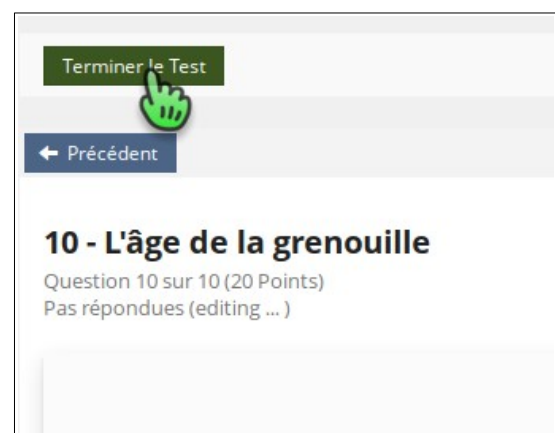 Terminer le Test
Précédent
10 - L'âge de la grenouille
Question 10 sur 10 (20 Points)
Pas répondues (editing ... )